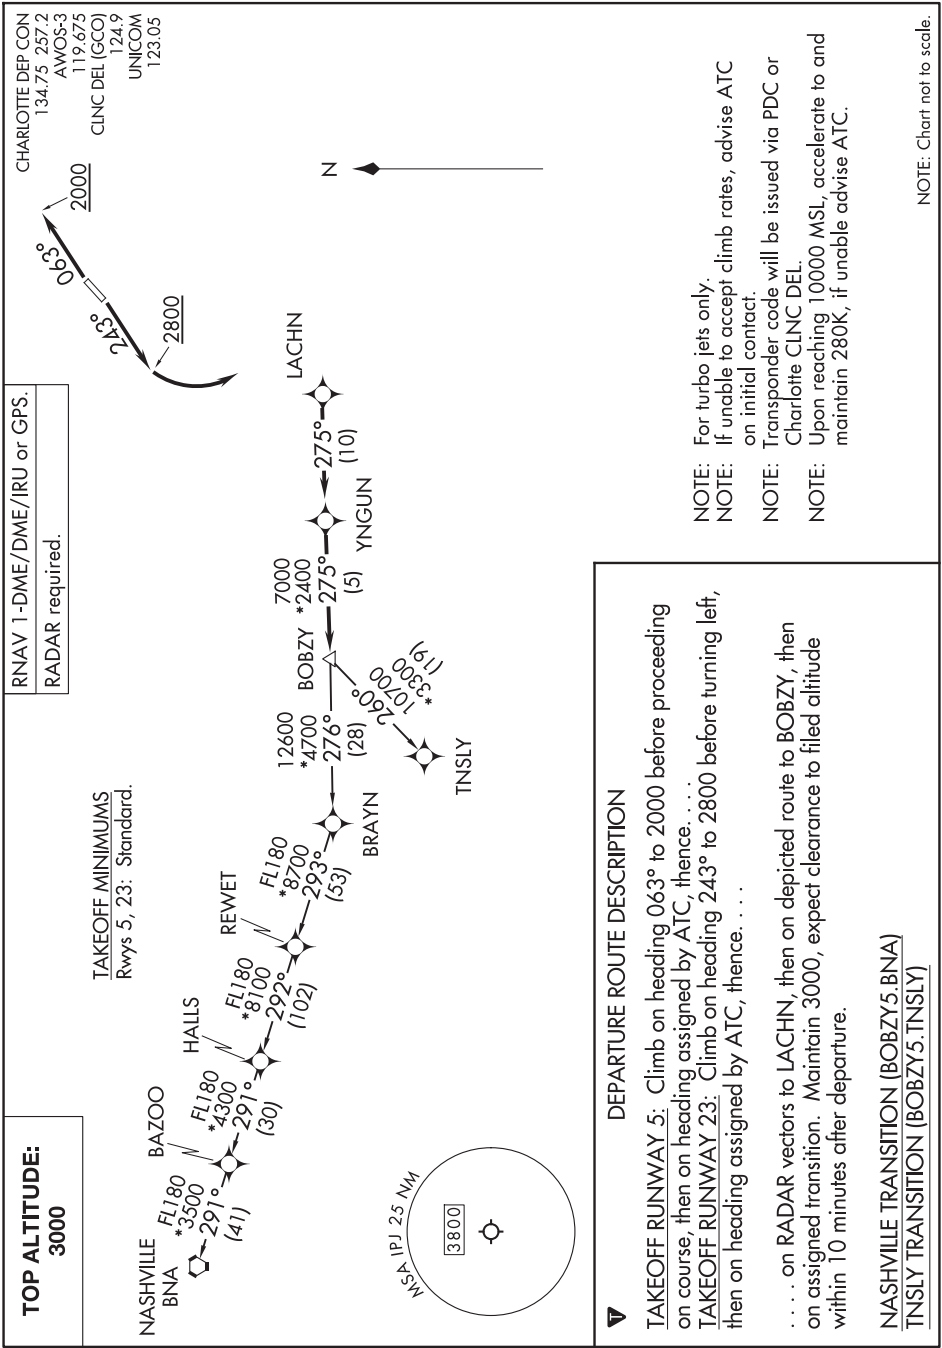 TOP ALTITUDE:
3000
RNAV 1-DME/DME/IRU or GPS.
RADAR required.
CHARLOTTE DEP CON
134.75 257.2
AWOS-3
119.675
CLNC DEL (GCO)
124.9
UNICOM
123.05
TAKEOFF MINIMUMS
Rwys 5, 23: Standard.
063°
2000
243°
2800
N
NASHVILLE
BNA
FL180
*3500
291°
(41)
BAZOO
FL180
*4300
291°
(30)
HALLS
FL180
*8100
292°
(102)
REWET
FL180
*8700
293°
(53)
BRAYN
12600
*4700
276°
(28)
BOBZY
7000
*2400
275°
(5)
YNGUN
275°
(10)
LACHN
260°
10700
*3300
(19)
TNSLY
MSA IPJ 25 NM
3800
NOTE: For turbo jets only.
NOTE: If unable to accept climb rates, advise ATC
on initial contact.
NOTE: Transponder code will be issued via PDC or
Charlotte CLNC DEL.
NOTE: Upon reaching 10000 MSL, accelerate to and
maintain 280K, if unable advise ATC.
NOTE: Chart not to scale.
T
DEPARTURE ROUTE DESCRIPTION
TAKEOFF RUNWAY 5: Climb on heading 063° to 2000 before proceeding
on course, then on heading assigned by ATC, thence. . . .
TAKEOFF RUNWAY 23: Climb on heading 243° to 2800 before turning left,
then on heading assigned by ATC, thence. . . .
. . . . on RADAR vectors to LACHN, then on depicted route to BOBZY, then
on assigned transition. Maintain 3000, expect clearance to filed altitude
within 10 minutes after departure.
NASHVILLE TRANSITION (BOBZY5.BNA)
TNSLY TRANSITION (BOBZY5.TNSLY)